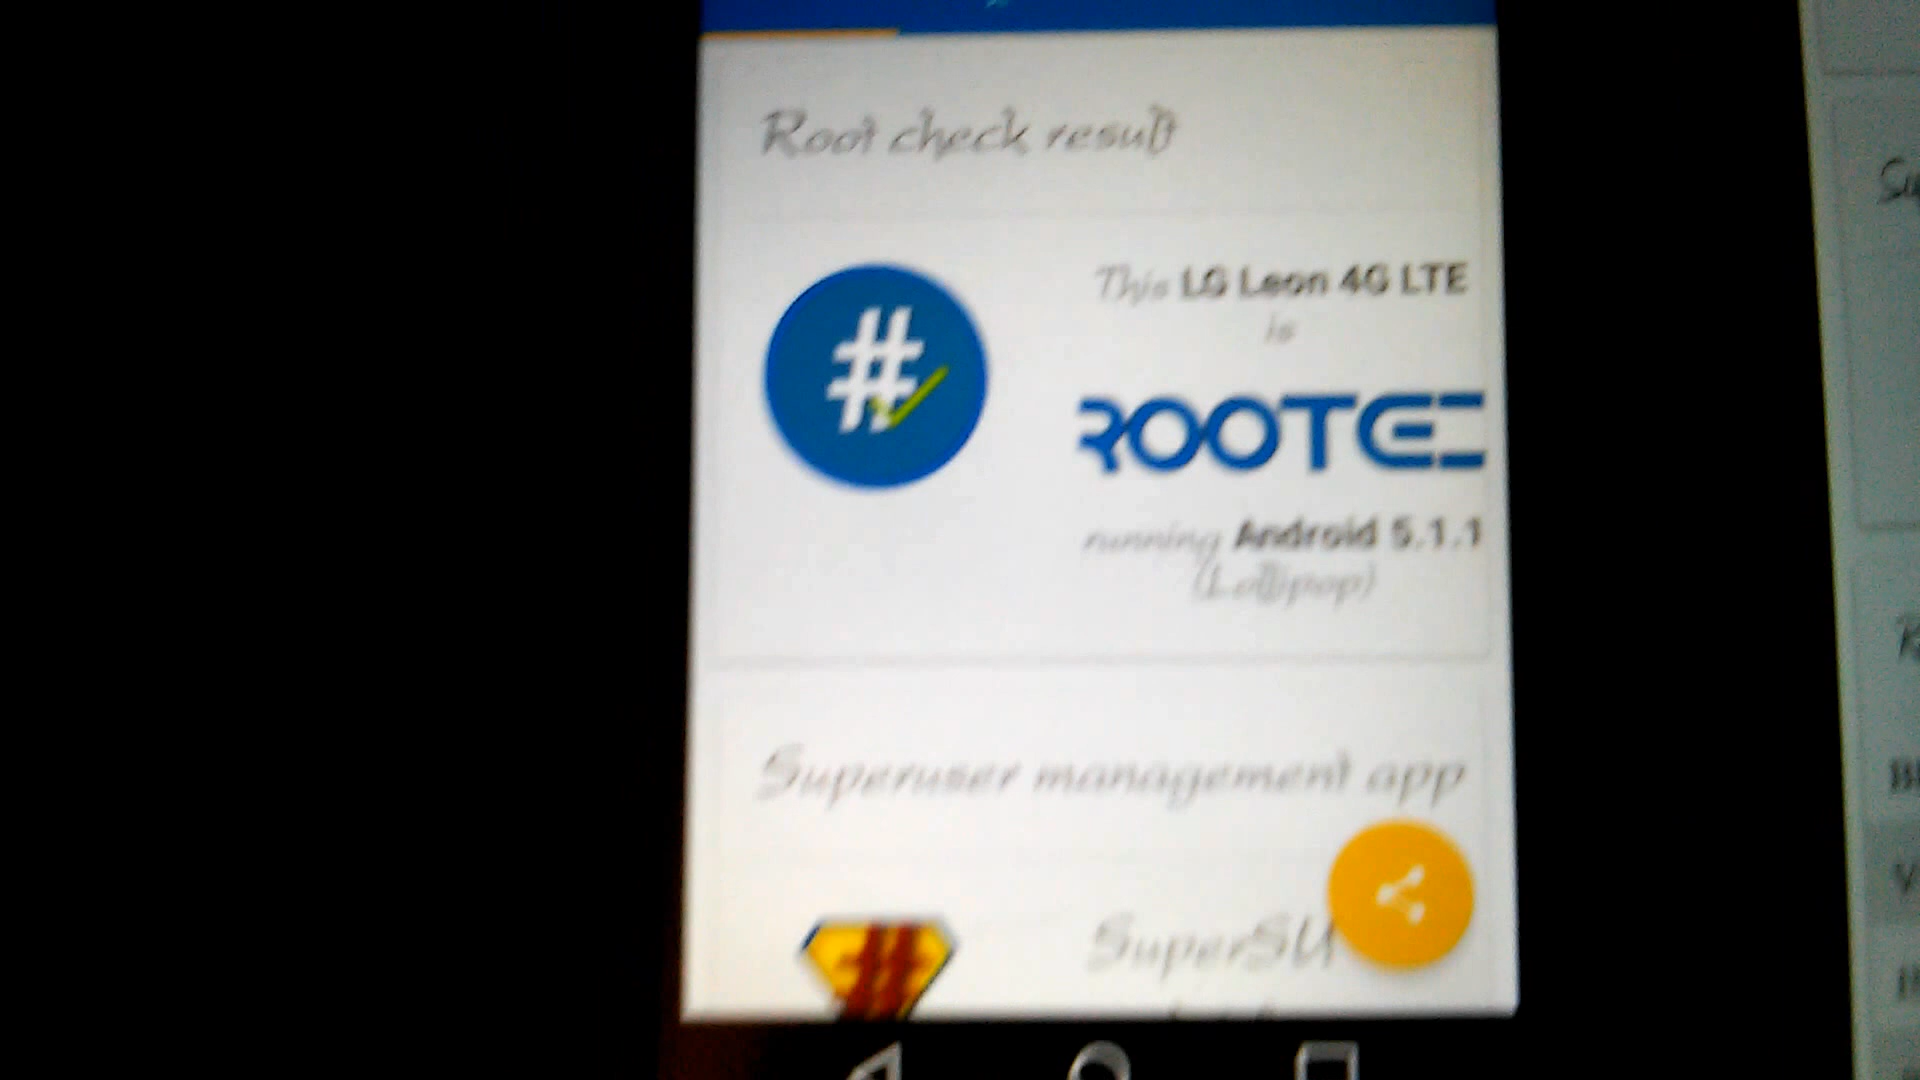 Root check result
This LG Leon 4G LTE
is
ROOTED
running Android 5.1.1
(Lollipop)
Superuser management app
SuperSU